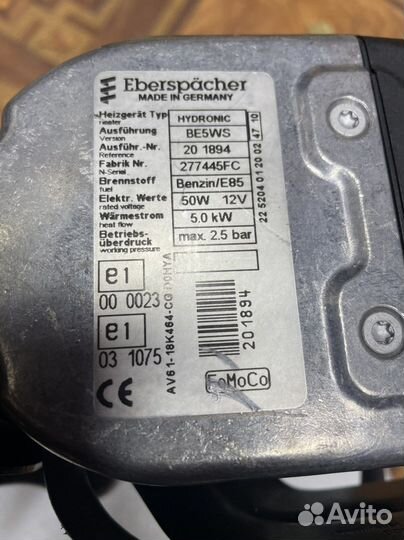 Eberspächer
MADE IN GERMANY
Heizgerät Typ HYDRONIC
heater
Ausführung BE5WS
Version
Ausführ.-Nr. 20 1894
Reference
Fabrik Nr. 277445FC
N-Serial
Brennstoff Benzin/E85
fuel
Elektr. Werte 50W 12V
rated voltage
Wärmestrom 5.0 kW
heat flow
Betriebs- max. 2.5 bar
überdruck
working pressure
22 5204 01 20 02 47 10
e1
00 0023
e1
03 1075
CE
AV61-18K464-CG
201894
FoMoCo
Avito